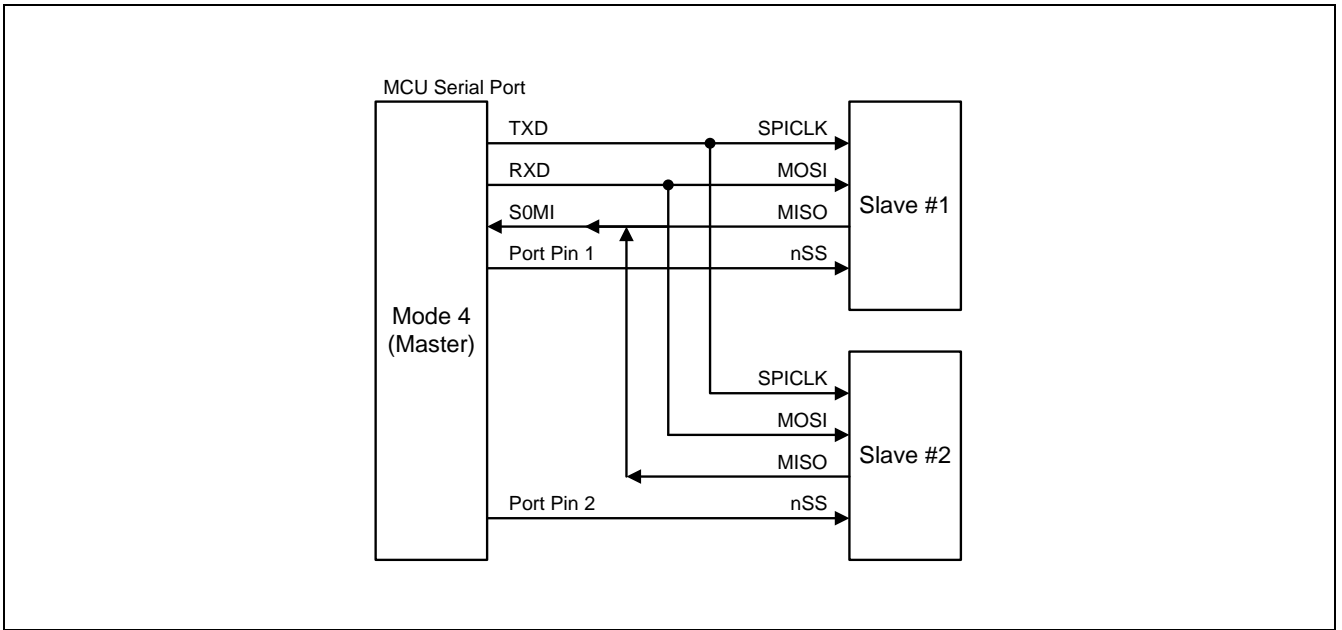 MCU Serial Port
TXD SPICLK
RXD MOSI
S0MI MISO
Port Pin 1 nSS
Slave #1
Mode 4
(Master)
SPICLK
MOSI
MISO
Port Pin 2 nSS
Slave #2